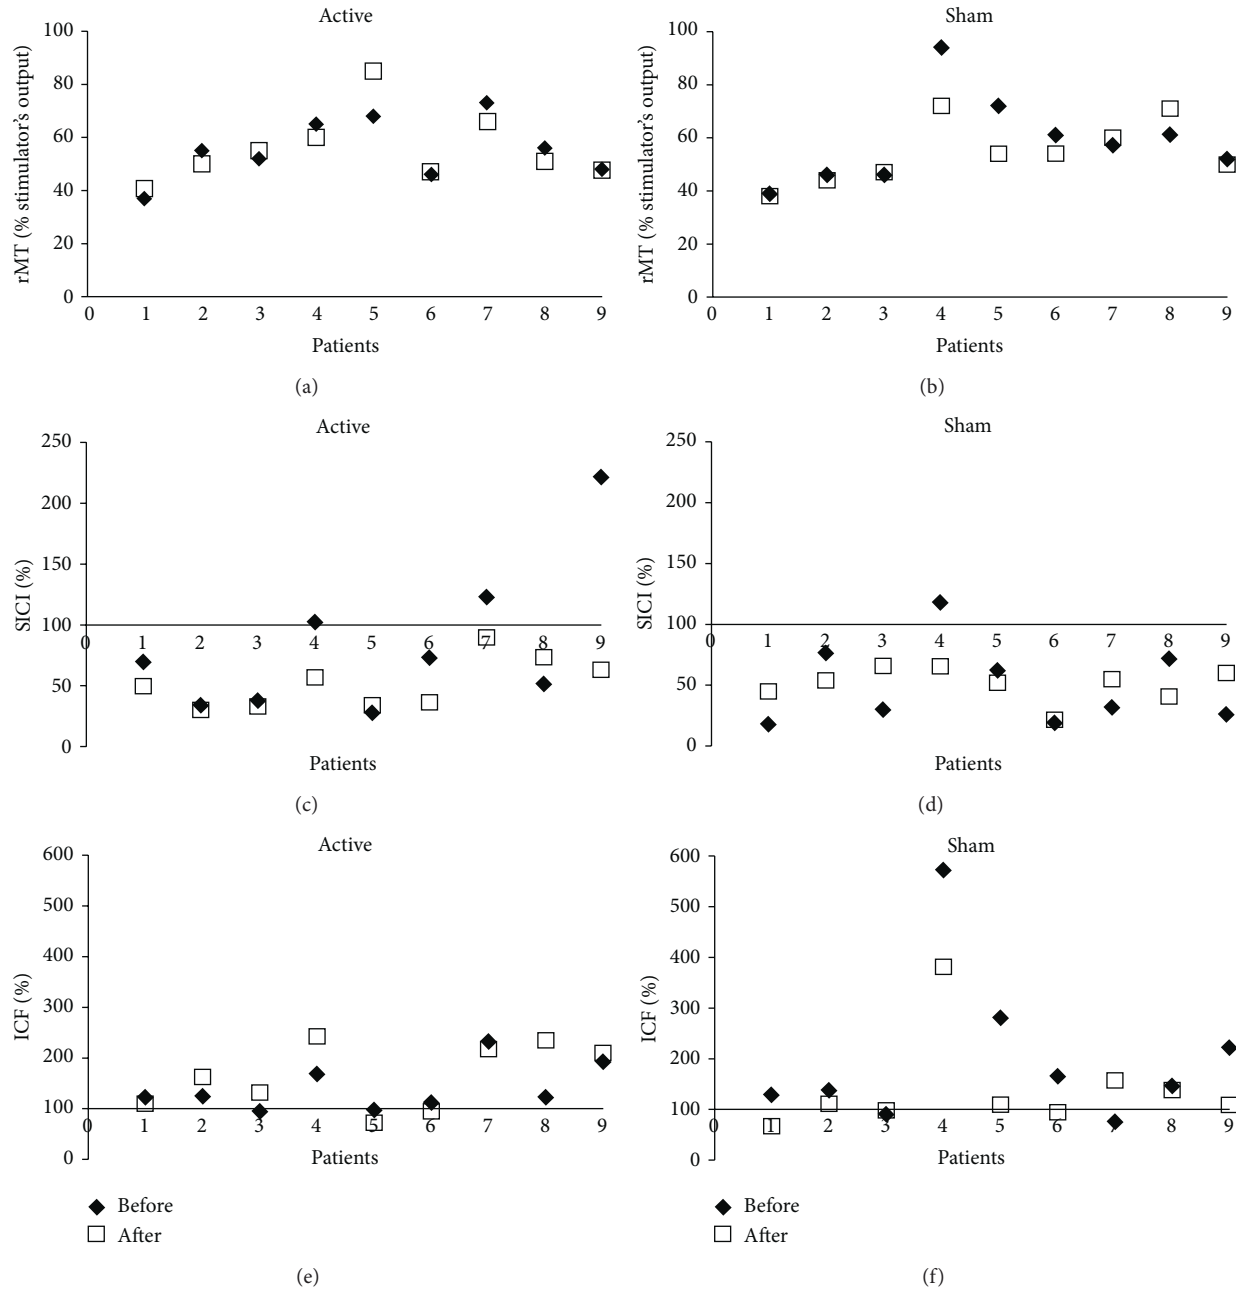 Active
rMT (% stimulator's output)
100
80
60
40
20
0
0 1 2 3 4 5 6 7 8 9
Patients
(a)
Sham
rMT (% stimulator's output)
100
80
60
40
20
0
0 1 2 3 4 5 6 7 8 9
Patients
(b)
Active
SICI (%)
250
200
150
100
50
0
0 1 2 3 4 5 6 7 8 9
Patients
(c)
Sham
SICI (%)
250
200
150
100
50
0
0 1 2 3 4 5 6 7 8 9
Patients
(d)
Active
ICF (%)
600
500
400
300
200
100
0
0 1 2 3 4 5 6 7 8 9
Patients
Before
After
(e)
Sham
ICF (%)
600
500
400
300
200
100
0
0 1 2 3 4 5 6 7 8 9
Patients
Before
After
(f)